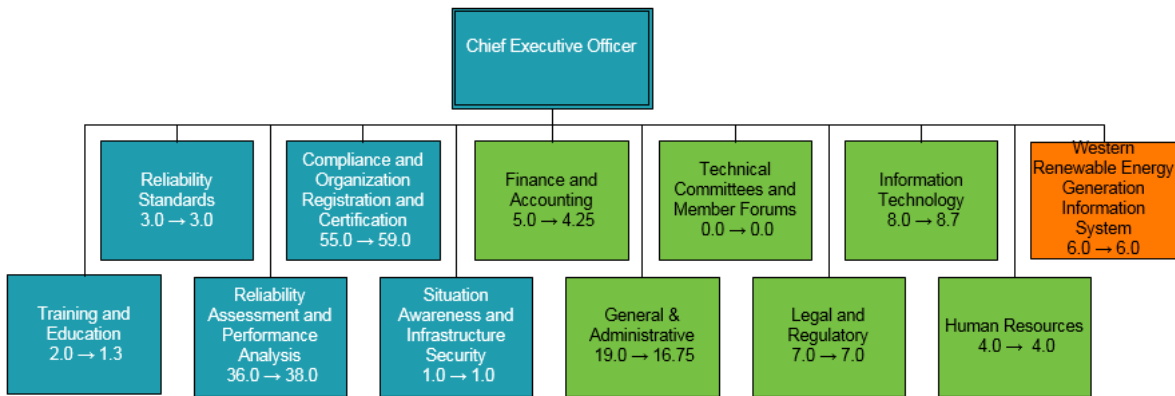 Chief Executive Officer
Reliability
Standards
3.0 → 3.0
Compliance and
Organization
Registration and
Certification
55.0 → 59.0
Finance and
Accounting
5.0 → 4.25
Technical
Committees and
Member Forums
0.0 → 0.0
Information
Technology
8.0 → 8.7
Western
Renewable Energy
Generation
Information
System
6.0 → 6.0
Training and
Education
2.0 → 1.3
Reliability
Assessment and
Performance
Analysis
36.0 → 38.0
Situation
Awareness and
Infrastructure
Security
1.0 → 1.0
General &
Administrative
19.0 → 16.75
Legal and
Regulatory
7.0 → 7.0
Human Resources
4.0 → 4.0